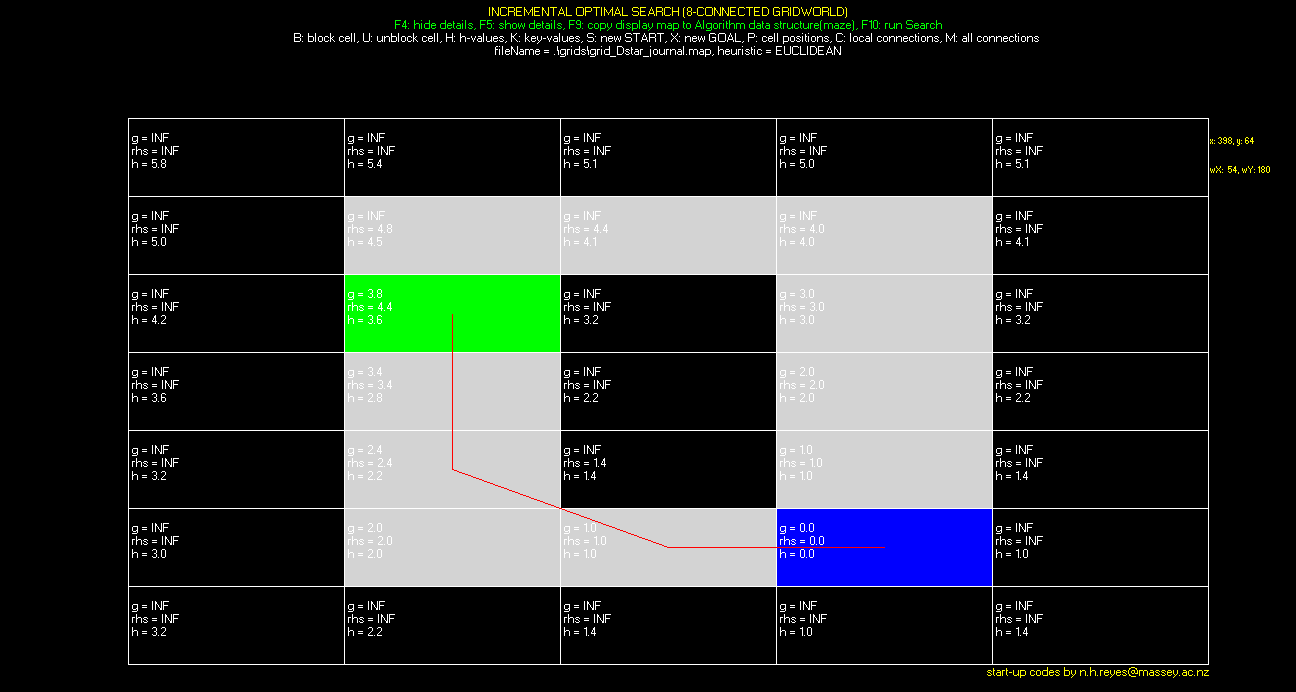 INCREMENTAL OPTIMAL SEARCH (8-CONNECTED GRIDWORLD)
F4: hide details, F5: show details, F9: copy display map to Algorithm data structure(maze), F10: run Search
B: block cell, U: unblock cell, H: h-values, K: key-values, S: new START, X: new GOAL, P: cell positions, C: local connections, M: all connections
fileName = .\grids\grid_Dstar_journal.map, heuristic = EUCLIDEAN
g = INF g = INF g = INF g = INF g = INF
rhs = INF rhs = INF rhs = INF rhs = INF rhs = INF
h = 5.8 h = 5.4 h = 5.1 h = 5.0 h = 5.1
x: 398, y: 64
wX: 54, wY: 180
g = INF g = INF g = INF g = INF g = INF
rhs = INF rhs = 4.8 rhs = 4.4 rhs = 4.0 rhs = INF
h = 5.0 h = 4.5 h = 4.1 h = 4.0 h = 4.1
g = INF g = 3.8 g = INF g = 3.0 g = INF
rhs = INF rhs = 4.4 rhs = INF rhs = 3.0 rhs = INF
h = 4.2 h = 3.6 h = 3.2 h = 3.0 h = 3.2
g = INF g = 3.4 g = INF g = 2.0 g = INF
rhs = INF rhs = 3.4 rhs = INF rhs = 2.0 rhs = INF
h = 3.6 h = 2.8 h = 2.2 h = 2.0 h = 2.2
g = INF g = 2.4 g = INF g = 1.0 g = INF
rhs = INF rhs = 2.4 rhs = 1.4 rhs = 1.0 rhs = INF
h = 3.2 h = 2.2 h = 1.4 h = 1.0 h = 1.4
g = INF g = 2.0 g = 1.0 g = 0.0 g = INF
rhs = INF rhs = 2.0 rhs = 1.0 rhs = 0.0 rhs = INF
h = 3.0 h = 2.0 h = 1.0 h = 0.0 h = 1.0
g = INF g = INF g = INF g = INF g = INF
rhs = INF rhs = INF rhs = INF rhs = INF rhs = INF
h = 3.2 h = 2.2 h = 1.4 h = 1.0 h = 1.4
start-up codes by n.h.reyes@massey.ac.nz